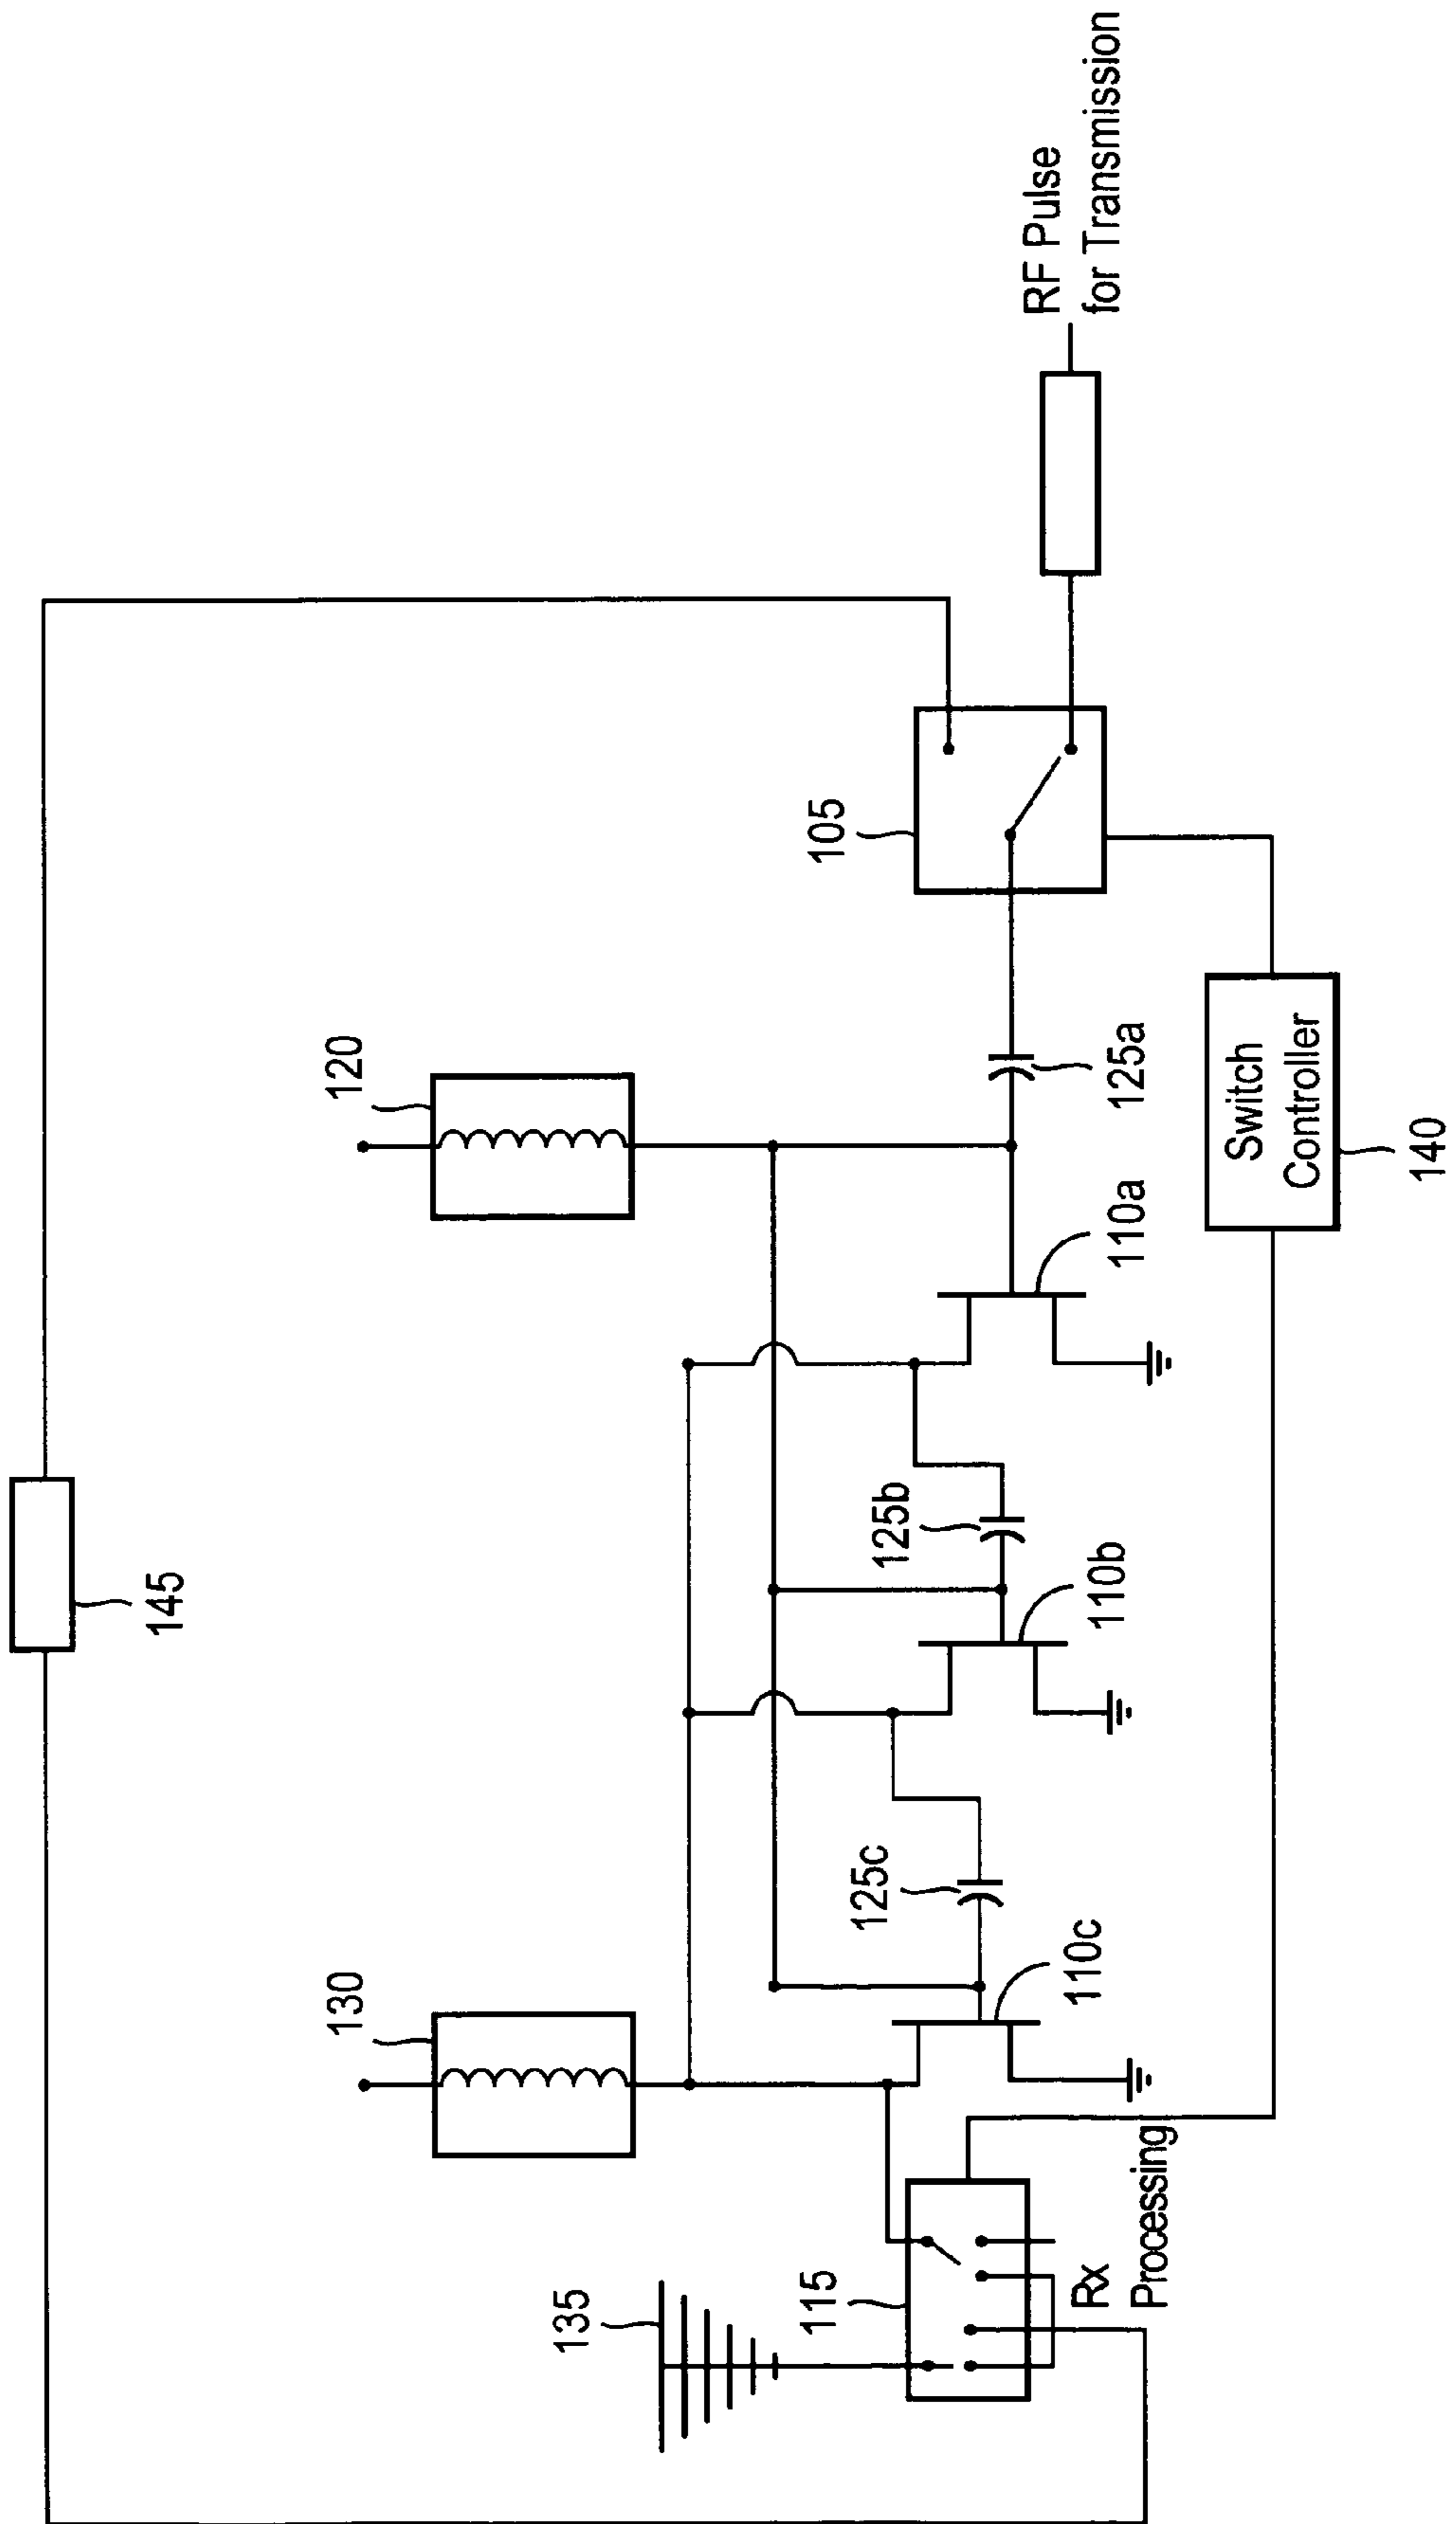 145
130
120
135
115
110c
125c
110b
125b
110a
125a
105
Rx
Processing
Switch
Controller
140
RF Pulse
for Transmission